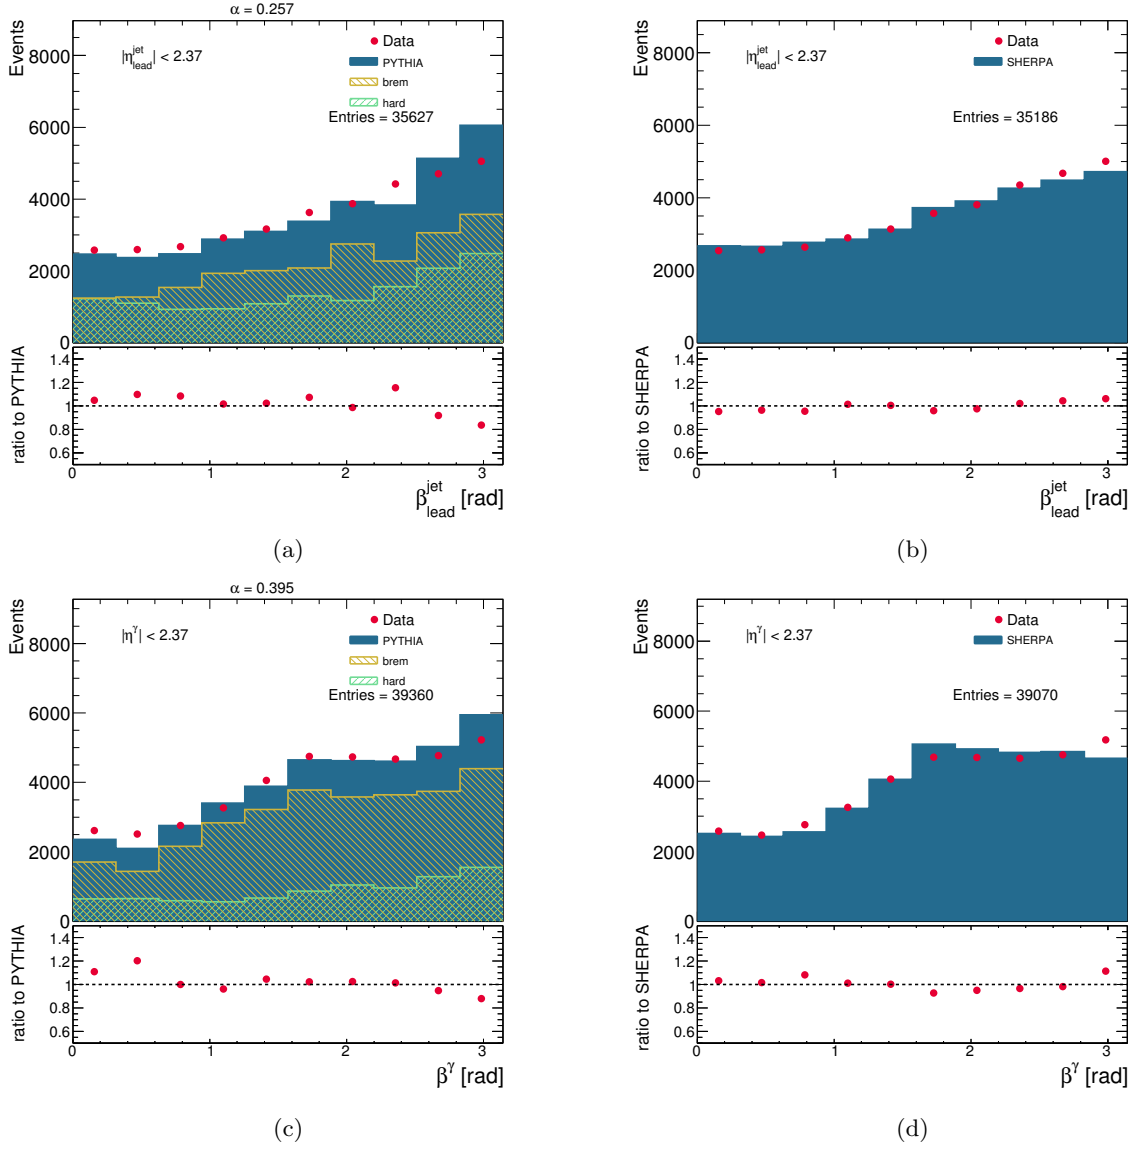 α = 0.257
Events
8000
6000
4000
2000
0
|η^jet_lead| < 2.37
Data
PYTHIA
brem
hard
Entries = 35627
ratio to PYTHIA
1.4
1.2
1
0.8
0.6
0 1 2 3
β^jet_lead [rad]
(a)
Events
8000
6000
4000
2000
0
|η^jet_lead| < 2.37
Data
SHERPA
Entries = 35186
ratio to SHERPA
1.4
1.2
1
0.8
0.6
0 1 2 3
β^jet_lead [rad]
(b)
α = 0.395
Events
8000
6000
4000
2000
0
|η^γ| < 2.37
Data
PYTHIA
brem
hard
Entries = 39360
ratio to PYTHIA
1.4
1.2
1
0.8
0.6
0 1 2 3
β^γ [rad]
(c)
Events
8000
6000
4000
2000
0
|η^γ| < 2.37
Data
SHERPA
Entries = 39070
ratio to SHERPA
1.4
1.2
1
0.8
0.6
0 1 2 3
β^γ [rad]
(d)